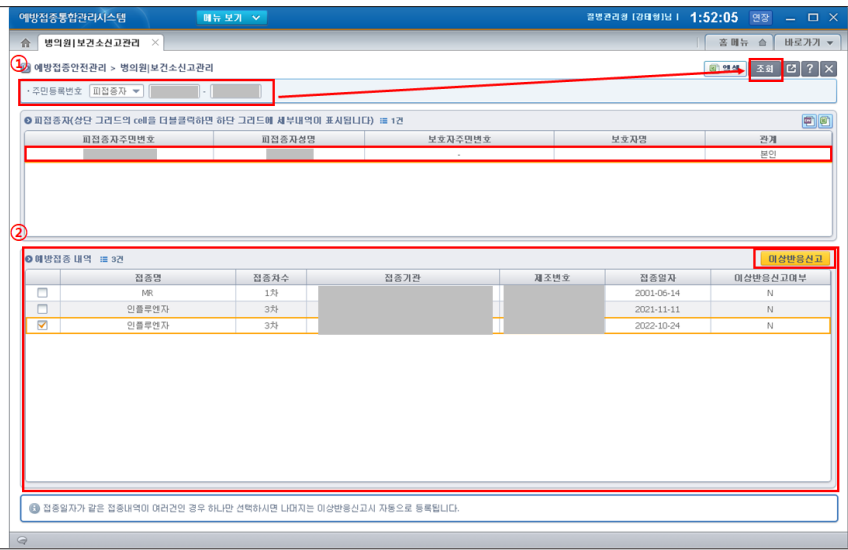 예방접종통합관리시스템 메뉴 보기 질병관리청 [강태형]님 I 1:52:05 연장
병의원|보건소신고관리 홈 메뉴 바로가기
① 예방접종안전관리 > 병의원|보건소신고관리 엑셀 조회
· 주민등록번호 피접종자 -
피접종자(상단 그리드의 cell을 더블클릭하면 하단 그리드에 세부내역이 표시됩니다) 1건
피접종자주민번호 피접종자성명 보호자주민번호 보호자명 관계
- 본인
②
예방접종 내역 3건 이상반응신고
접종명 접종차수 접종기관 제조번호 접종일자 이상반응신고여부
MR 1차 2001-06-14 N
인플루엔자 3차 2021-11-11 N
인플루엔자 3차 2022-10-24 N
접종일자가 같은 접종내역이 여러건인 경우 하나만 선택하시면 나머지는 이상반응신고시 자동으로 등록됩니다.